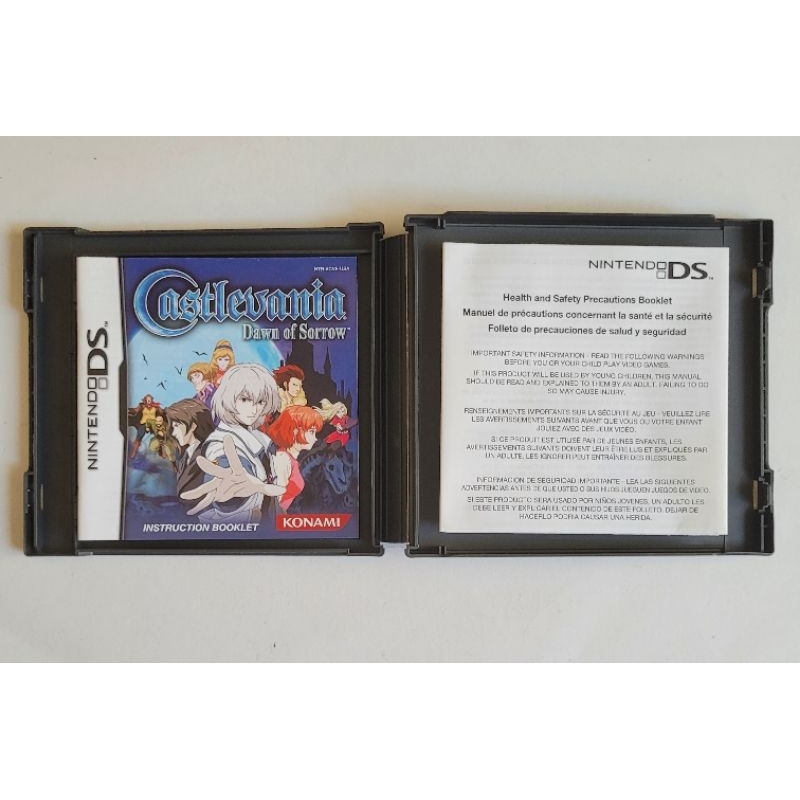 NTR-ACVE-USA
Castlevania
Dawn of Sorrow™
NINTENDO DS™
INSTRUCTION BOOKLET
KONAMI
NINTENDO DS™
Health and Safety Precautions Booklet
Manuel de précautions concernant la santé et la sécurité
Folleto de precauciones de salud y seguridad
IMPORTANT SAFETY INFORMATION - READ THE FOLLOWING WARNINGS
BEFORE YOU OR YOUR CHILD PLAY VIDEO GAMES.
IF THIS PRODUCT WILL BE USED BY YOUNG CHILDREN, THIS MANUAL
SHOULD BE READ AND EXPLAINED TO THEM BY AN ADULT. FAILING TO DO
SO MAY CAUSE INJURY.
RENSEIGNEMENTS IMPORTANTS SUR LA SÉCURITÉ AU JEU - VEUILLEZ LIRE
LES AVERTISSEMENTS SUIVANTS AVANT QUE VOUS OU VOTRE ENFANT
JOUIEZ AVEC DES JEUX VIDÉO.
SI CE PRODUIT EST UTILISÉ PAR DE JEUNES ENFANTS, LES
AVERTISSEMENTS SUIVANTS DOIVENT LEUR ÊTRE LUS ET EXPLIQUÉS PAR
UN ADULTE. LES IGNORER PEUT ENTRAÎNER DES BLESSURES.
INFORMACION DE SEGURIDAD IMPORTANTE - LEA LAS SIGUIENTES
ADVERTENCIAS ANTES DE QUE USTED O SUS HIJOS JUEGUEN JUEGOS DE VIDEO.
SI ESTE PRODUCTO SERÁ USADO POR NIÑOS JOVENES, UN ADULTO LES
DEBE LEER Y EXPLICAR EL CONTENIDO DE ESTE FOLLETO. DEJAR DE
HACERLO PODRIA CAUSAR UNA HERIDA.